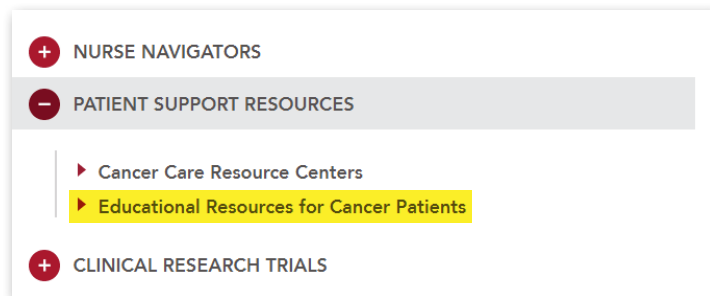 NURSE NAVIGATORS
PATIENT SUPPORT RESOURCES
Cancer Care Resource Centers
Educational Resources for Cancer Patients
CLINICAL RESEARCH TRIALS